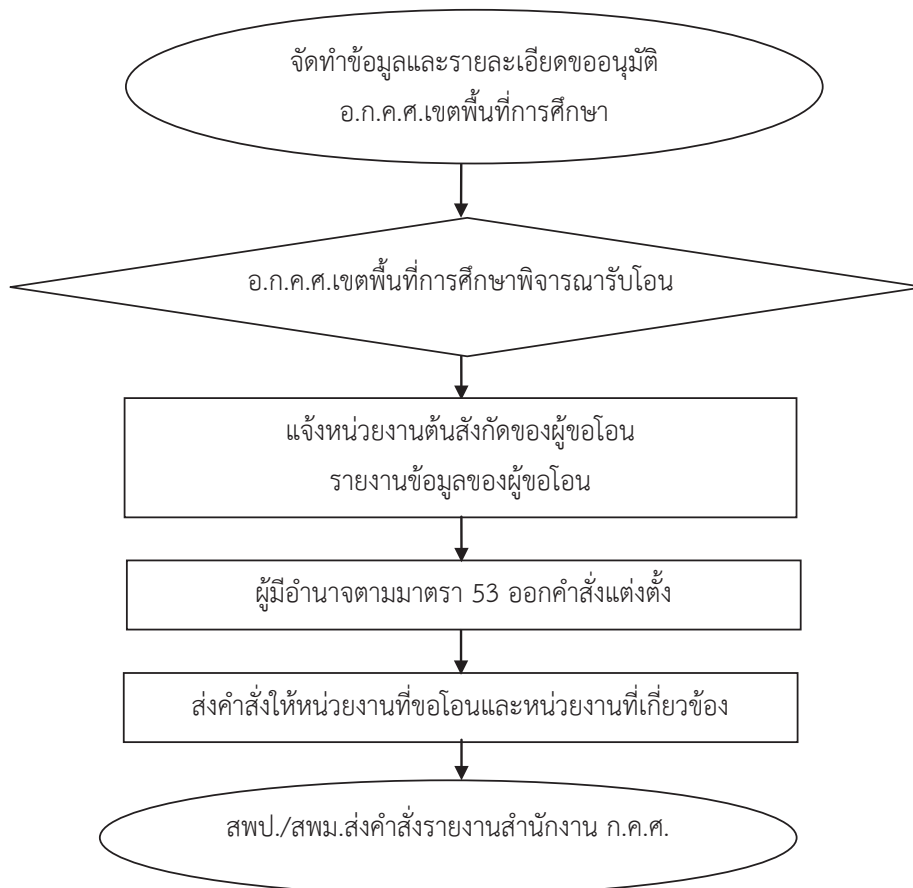 จัดทำข้อมูลและรายละเอียดขออนุมัติ
อ.ก.ค.ศ.เขตพื้นที่การศึกษา
อ.ก.ค.ศ.เขตพื้นที่การศึกษาพิจารณารับโอน
แจ้งหน่วยงานต้นสังกัดของผู้ขอโอน
รายงานข้อมูลของผู้ขอโอน
ผู้มีอำนาจตามมาตรา 53 ออกคำสั่งแต่งตั้ง
ส่งคำสั่งให้หน่วยงานที่ขอโอนและหน่วยงานที่เกี่ยวข้อง
สพป./สพม.ส่งคำสั่งรายงานสำนักงาน ก.ค.ศ.